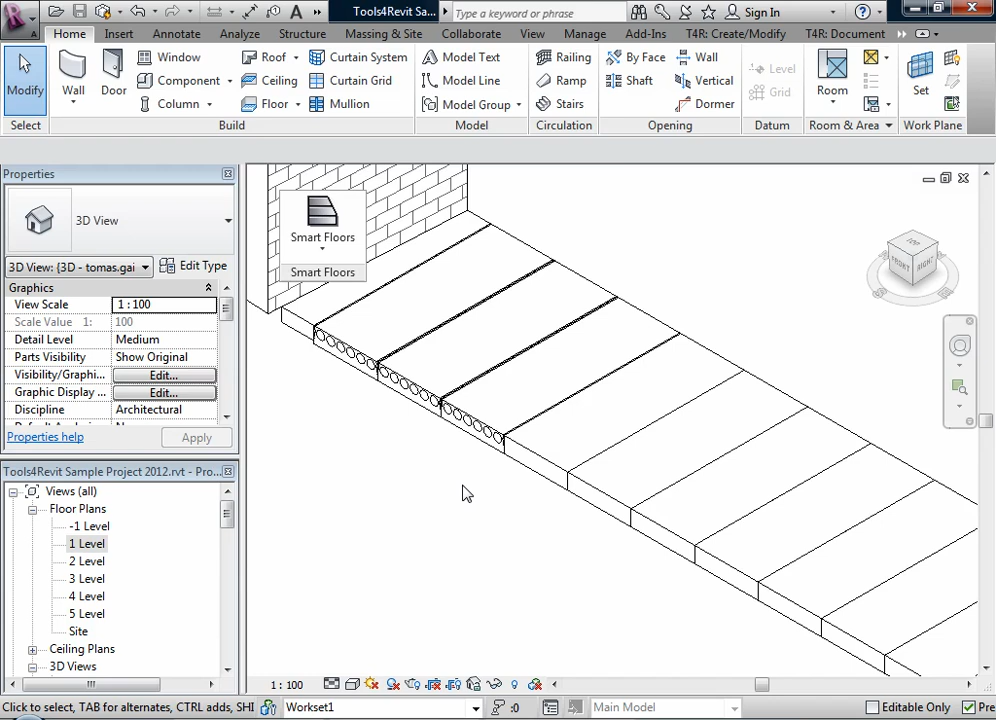 Tools4Revit Sa...
Type a keyword or phrase
Sign In
Home Insert Annotate Analyze Structure Massing & Site Collaborate View Manage Add-Ins T4R: Create/Modify T4R: Document
Modify
Wall
Door
Window
Component
Column
Roof
Ceiling
Floor
Curtain System
Curtain Grid
Mullion
Model Text
Model Line
Model Group
Railing
Ramp
Stairs
By Face
Shaft
Wall
Vertical
Dormer
Level
Grid
Room
Set
Select Build Model Circulation Opening Datum Room & Area Work Plane
Properties
3D View
3D View: {3D - tomas.gai
Edit Type
Graphics
View Scale 1 : 100
Scale Value 1: 100
Detail Level Medium
Parts Visibility Show Original
Visibility/Graphi... Edit...
Graphic Display ... Edit...
Discipline Architectural
Properties help
Apply
Tools4Revit Sample Project 2012.rvt - Pro...
Views (all)
Floor Plans
-1 Level
1 Level
2 Level
3 Level
4 Level
5 Level
Site
Ceiling Plans
3D Views
Smart Floors
Smart Floors
TOP
FRONT
RIGHT
1 : 100
Click to select, TAB for alternates, CTRL adds, SHI
Workset1
:0
Main Model
Editable Only
Pre